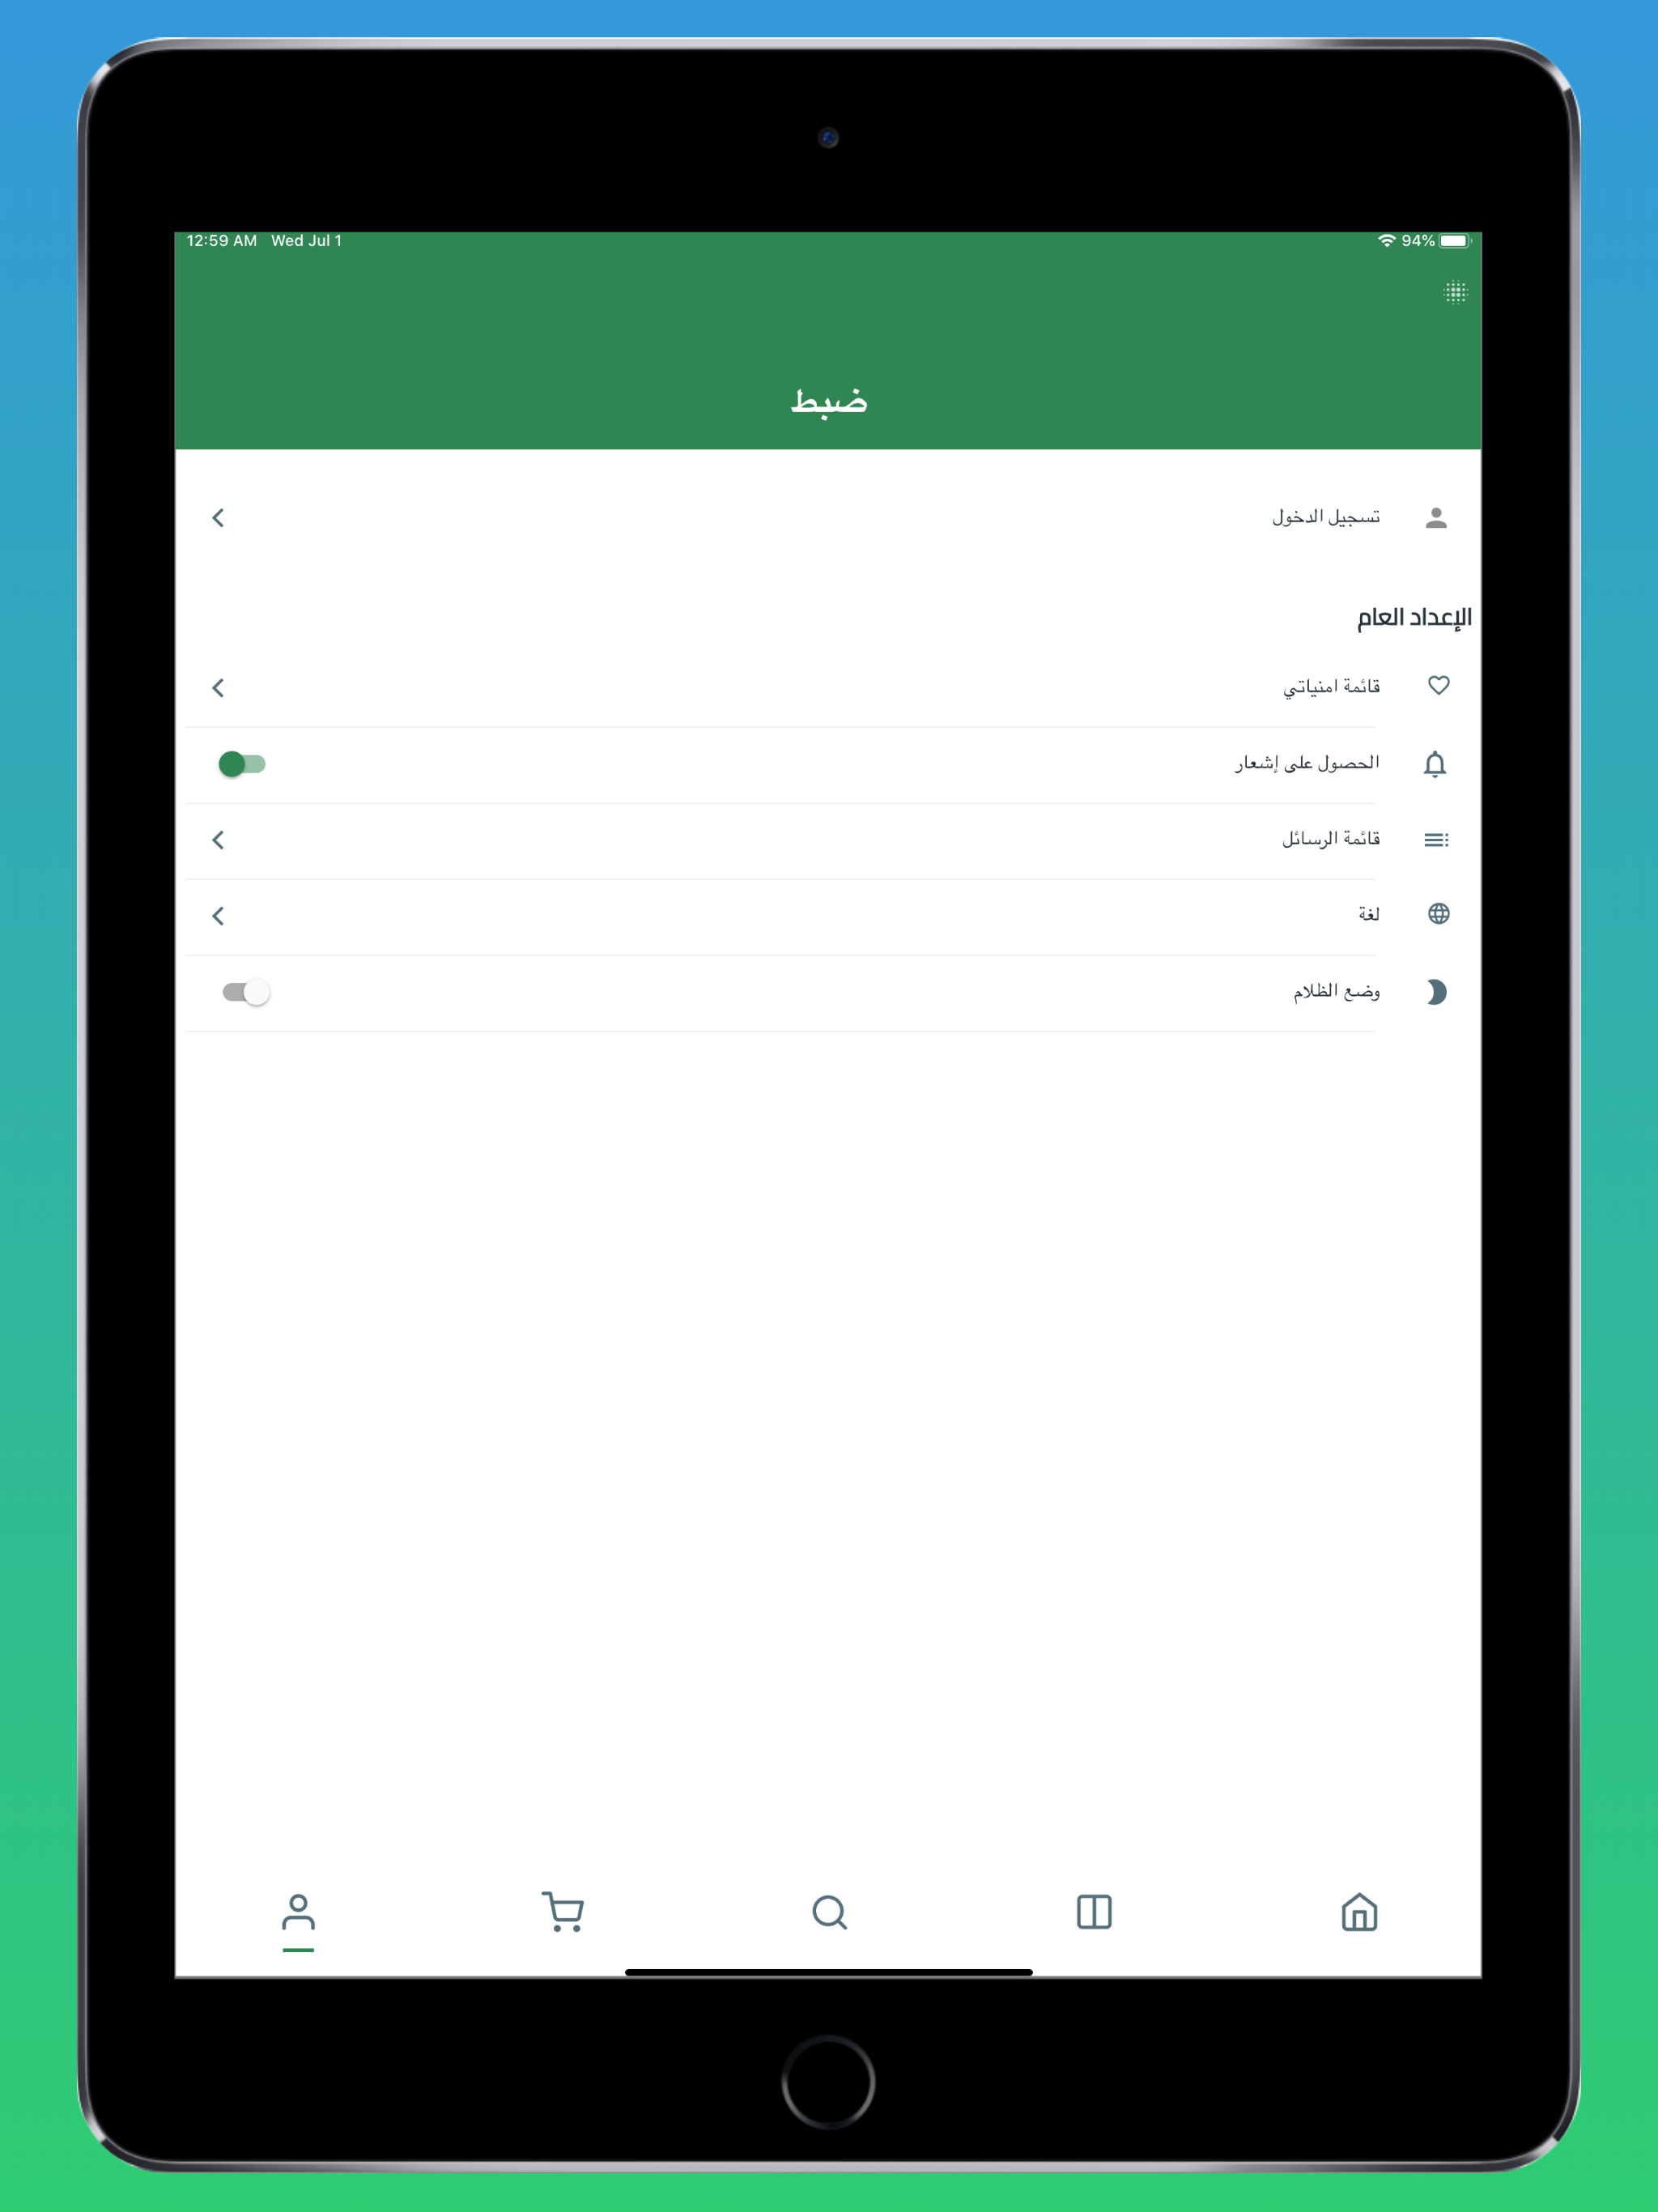 12:59 AM Wed Jul 1 94%
ضبط
تسجيل الدخول
الإعداد العام
قائمة امنياتي
الحصول على إشعار
قائمة الرسائل
لغة
وضع الظلام